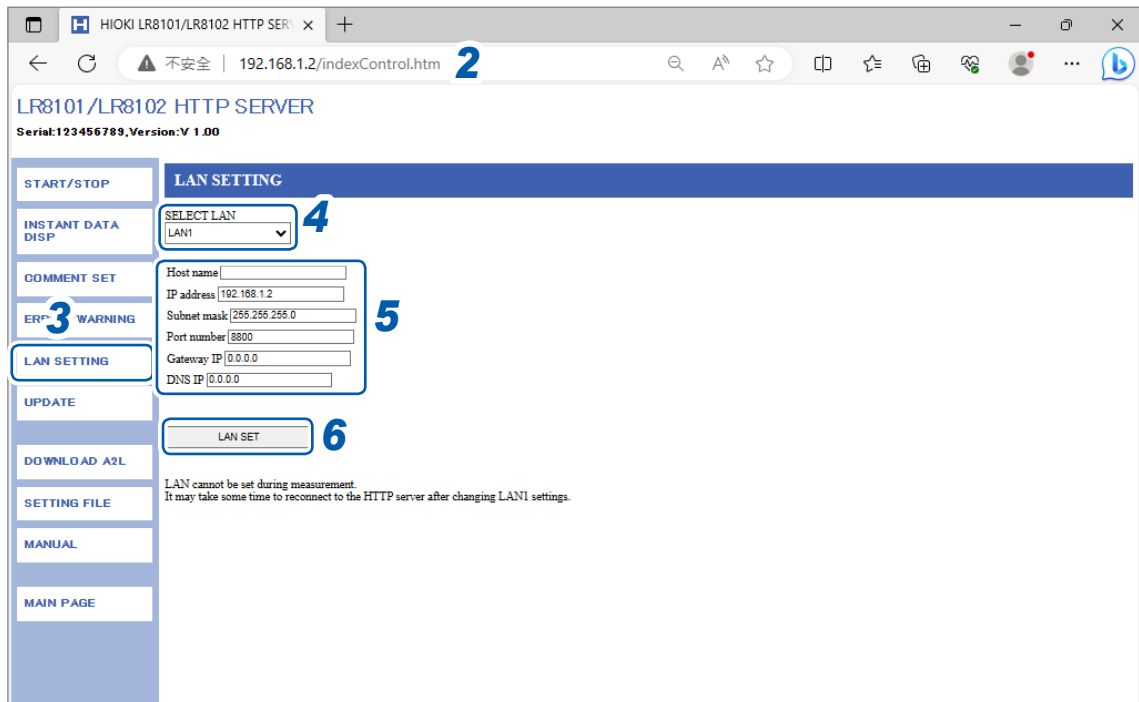 HIOKI LR8101/LR8102 HTTP SER
不安全 | 192.168.1.2/indexControl.htm 2
LR8101/LR8102 HTTP SERVER
Serial:123456789,Version:V 1.00
START/STOP
INSTANT DATA
DISP
COMMENT SET
3
WARNING
LAN SETTING
UPDATE
DOWNLOAD A2L
SETTING FILE
MANUAL
MAIN PAGE
LAN SETTING
SELECT LAN
LAN1
4
Host name
IP address 192.168.1.2
Subnet mask 255.255.255.0
Port number 8800
Gateway IP 0.0.0.0
DNS IP 0.0.0.0
5
LAN SET
6
LAN cannot be set during measurement.
It may take some time to reconnect to the HTTP server after changing LAN1 settings.